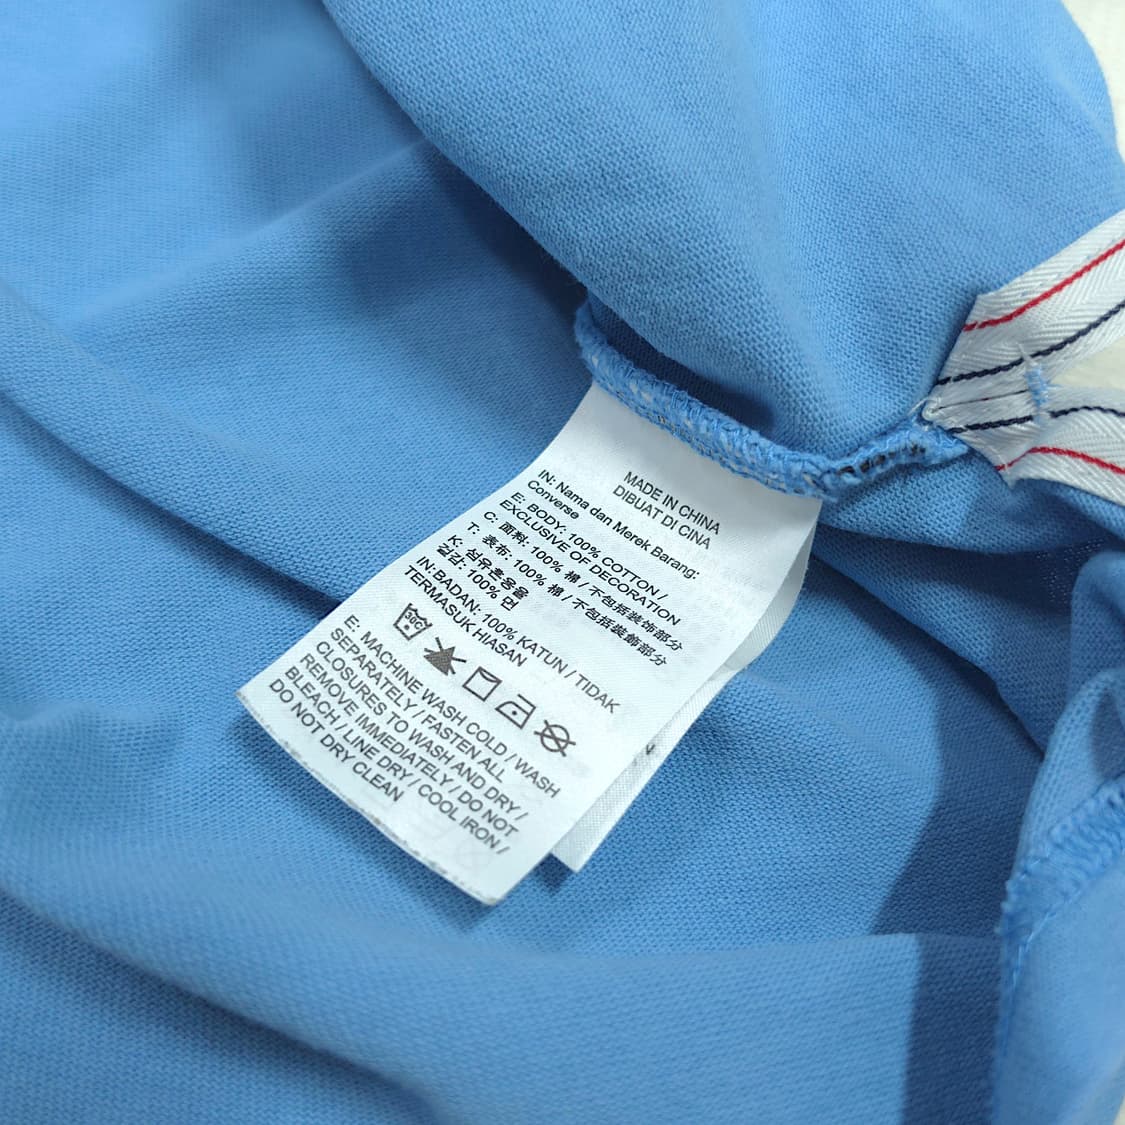 MADE IN CHINA
DIBUAT DI CINA
IN: Nama dan Merek Barang:
Converse
E: BODY: 100% COTTON /
EXCLUSIVE OF DECORATION
C: 面料: 100% 棉 / 不包括装饰部分
T: 表布: 100% 棉 / 不包括裝飾部分
K: 섬유혼용율
겉감: 100% 면
IN:BADAN: 100% KATUN / TIDAK
TERMASUK HIASAN
30C
E: MACHINE WASH COLD / WASH
SEPARATELY / FASTEN ALL
CLOSURES TO WASH AND DRY /
REMOVE IMMEDIATELY / DO NOT
BLEACH / LINE DRY / COOL IRON /
DO NOT DRY CLEAN